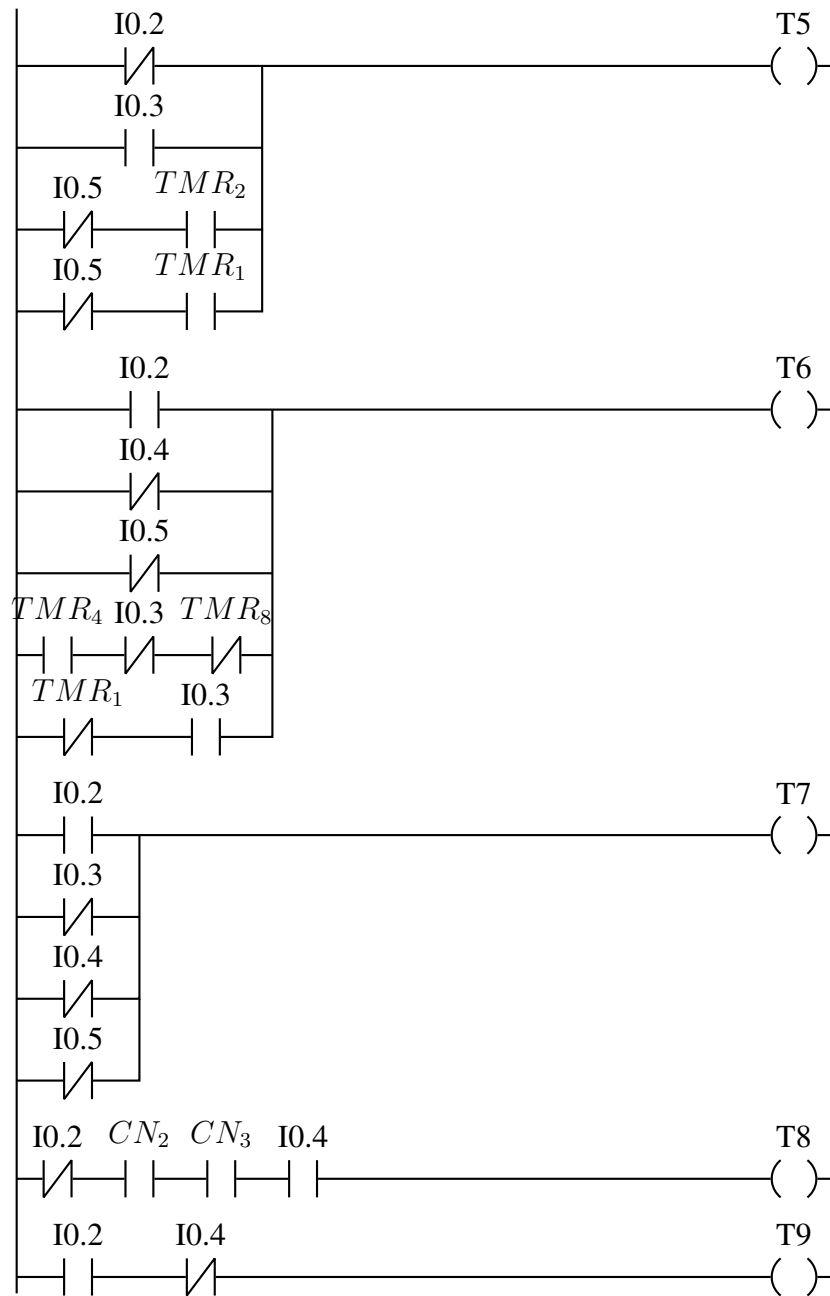 I0.2 T5
I0.3
I0.5 TMR₂
I0.5 TMR₁
I0.2 T6
I0.4
I0.5
TMR₄ I0.3 TMR₈
TMR₁ I0.3
I0.2 T7
I0.3
I0.4
I0.5
I0.2 CN₂ CN₃ I0.4 T8
I0.2 I0.4 T9